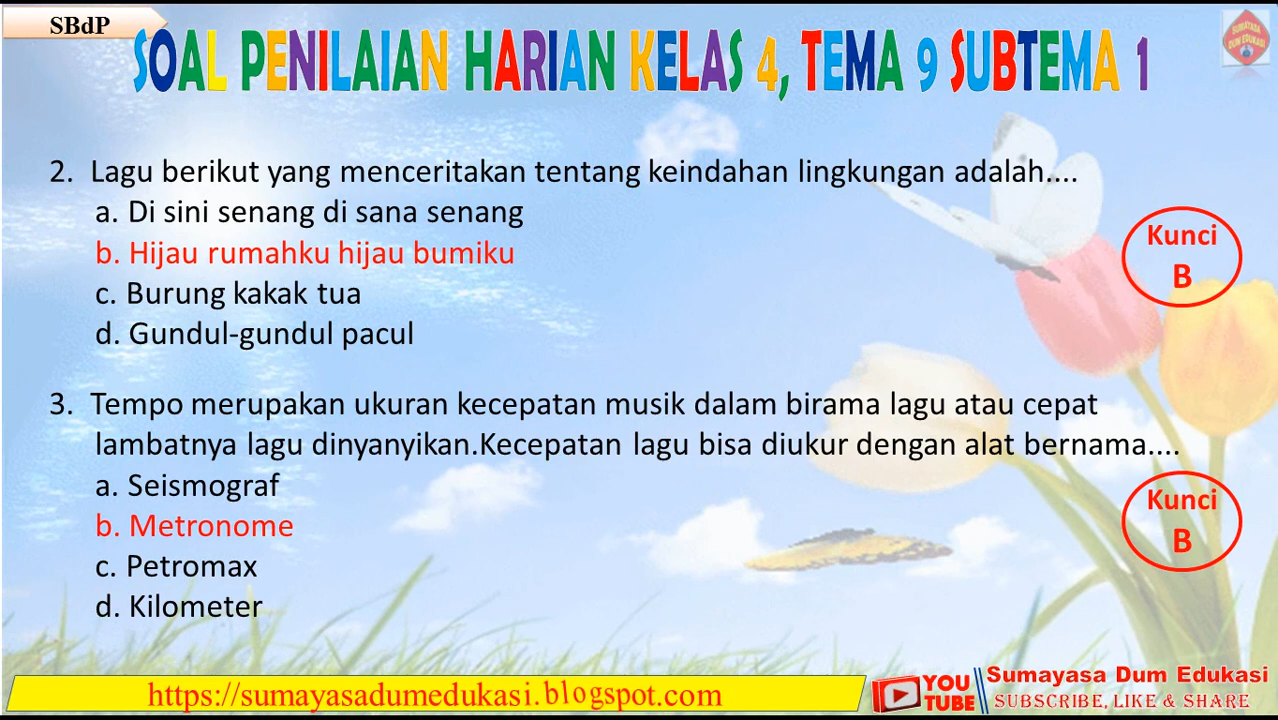 SBdP
SOAL PENILAIAN HARIAN KELAS 4, TEMA 9 SUBTEMA 1
SUMAYASA
DUM EDUKASI
2. Lagu berikut yang menceritakan tentang keindahan lingkungan adalah....
a. Di sini senang di sana senang
b. Hijau rumahku hijau bumiku
c. Burung kakak tua
d. Gundul-gundul pacul
Kunci
B
3. Tempo merupakan ukuran kecepatan musik dalam birama lagu atau cepat
lambatnya lagu dinyanyikan.Kecepatan lagu bisa diukur dengan alat bernama....
a. Seismograf
b. Metronome
c. Petromax
d. Kilometer
Kunci
B
https://sumayasadumedukasi.blogspot.com
YOU
TUBE
Sumayasa Dum Edukasi
SUBSCRIBE, LIKE & SHARE